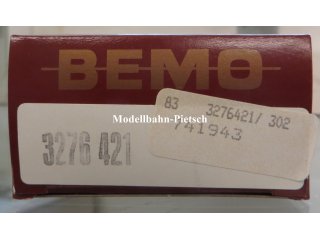 BEMO
83 3276421/ 302
741943
Modellbahn-Pietsch
3276 421